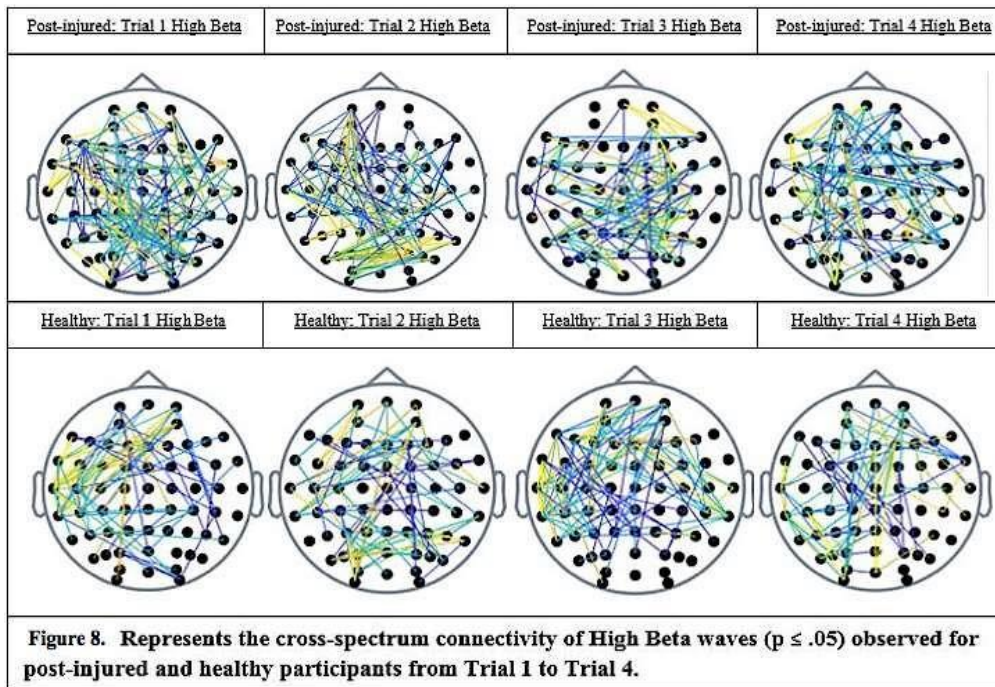 Post-injured: Trial 1 High Beta
Post-injured: Trial 2 High Beta
Post-injured: Trial 3 High Beta
Post-injured: Trial 4 High Beta
Healthy: Trial 1 High Beta
Healthy: Trial 2 High Beta
Healthy: Trial 3 High Beta
Healthy: Trial 4 High Beta
Figure 8. Represents the cross-spectrum connectivity of High Beta waves (p ≤ .05) observed for
post-injured and healthy participants from Trial 1 to Trial 4.